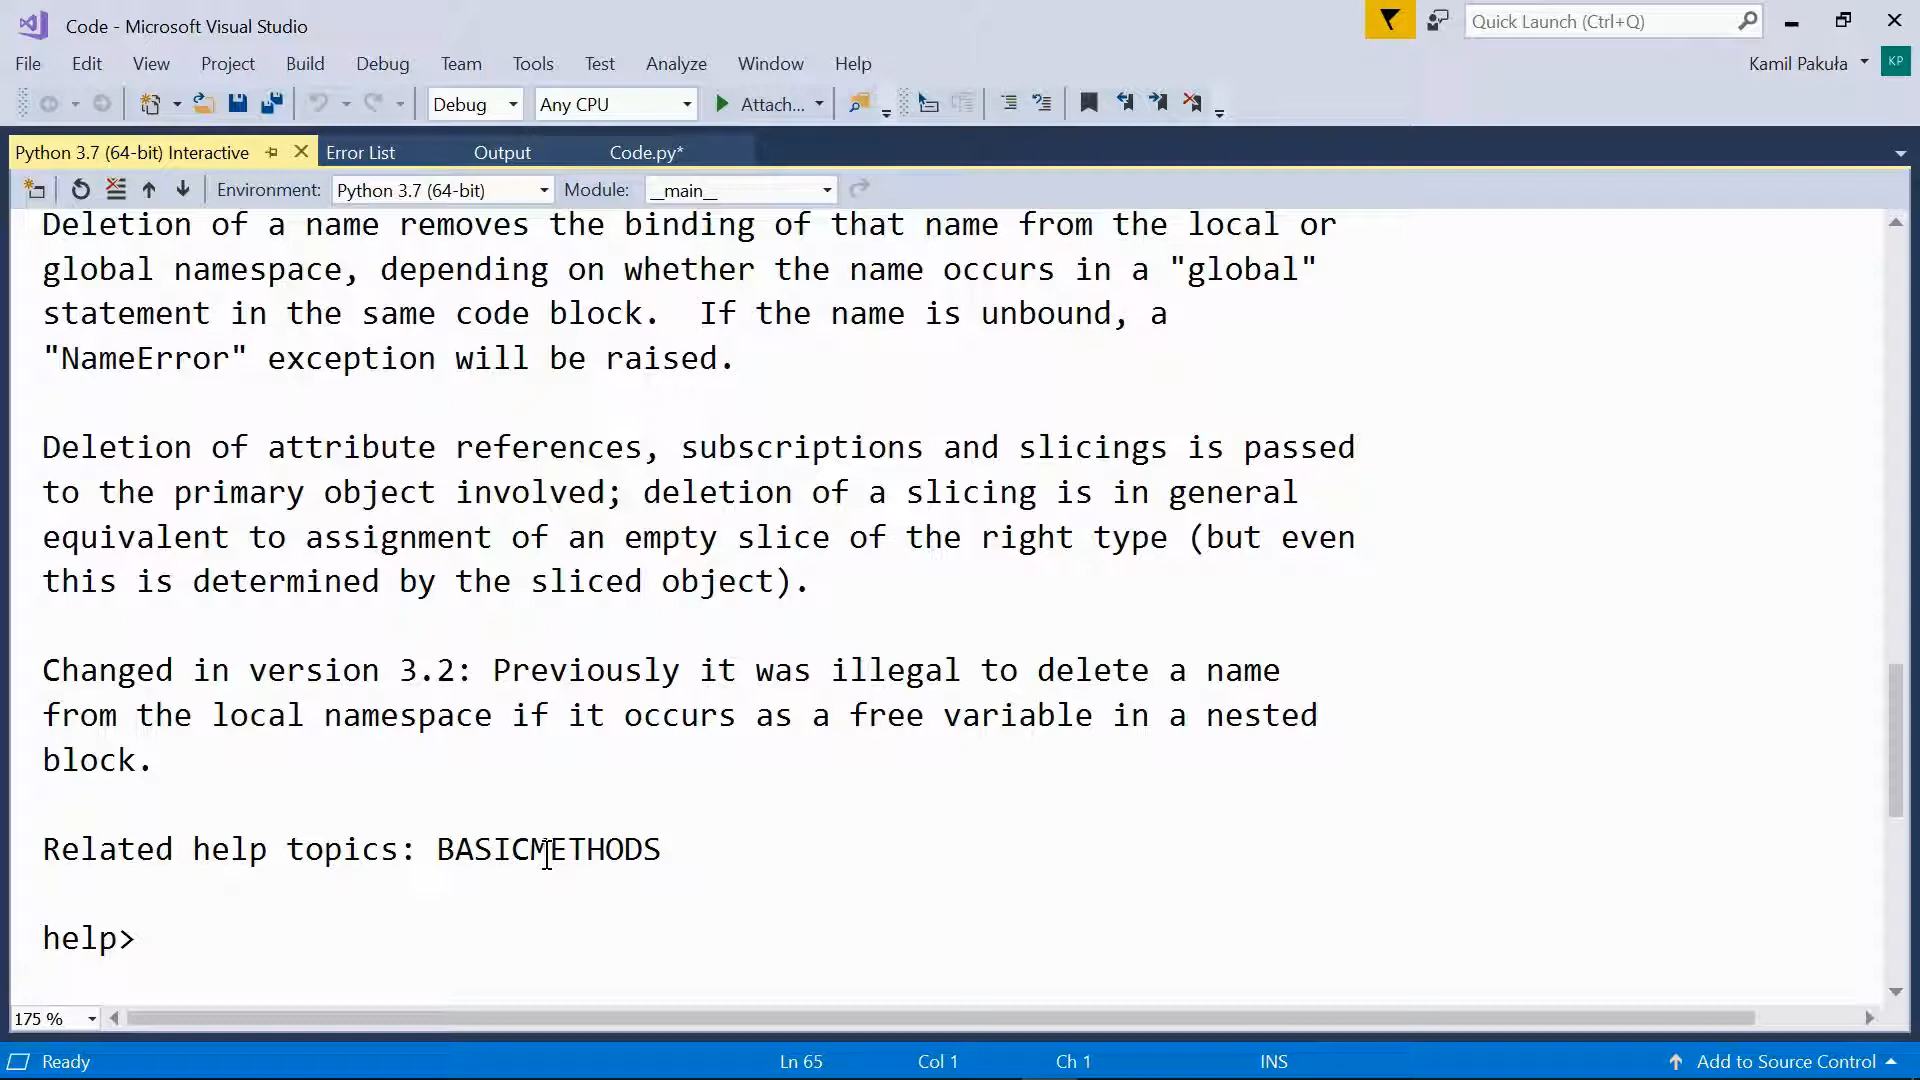 Code - Microsoft Visual Studio
Quick Launch (Ctrl+Q)
File Edit View Project Build Debug Team Tools Test Analyze Window Help
Kamil Pakuła KP
Debug Any CPU Attach...
Python 3.7 (64-bit) Interactive Error List Output Code.py*
Environment: Python 3.7 (64-bit) Module: __main__
Deletion of a name removes the binding of that name from the local or
global namespace, depending on whether the name occurs in a "global"
statement in the same code block.  If the name is unbound, a
"NameError" exception will be raised.
Deletion of attribute references, subscriptions and slicings is passed
to the primary object involved; deletion of a slicing is in general
equivalent to assignment of an empty slice of the right type (but even
this is determined by the sliced object).
Changed in version 3.2: Previously it was illegal to delete a name
from the local namespace if it occurs as a free variable in a nested
block.
Related help topics: BASICMETHODS
help>
175 %
Ready Ln 65 Col 1 Ch 1 INS Add to Source Control